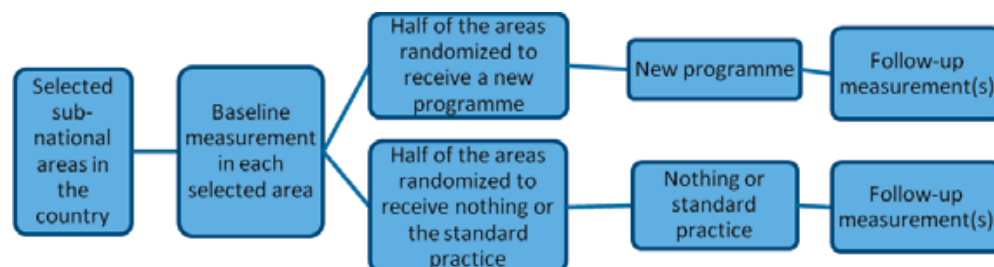 Selected
sub-
national
areas in
the
country
Baseline
measurement
in each
selected area
Half of the areas
randomized to
receive a new
programme
New programme
Follow-up
measurement(s)
Half of the areas
randomized to
receive nothing or
the standard
practice
Nothing or
standard
practice
Follow-up
measurement(s)